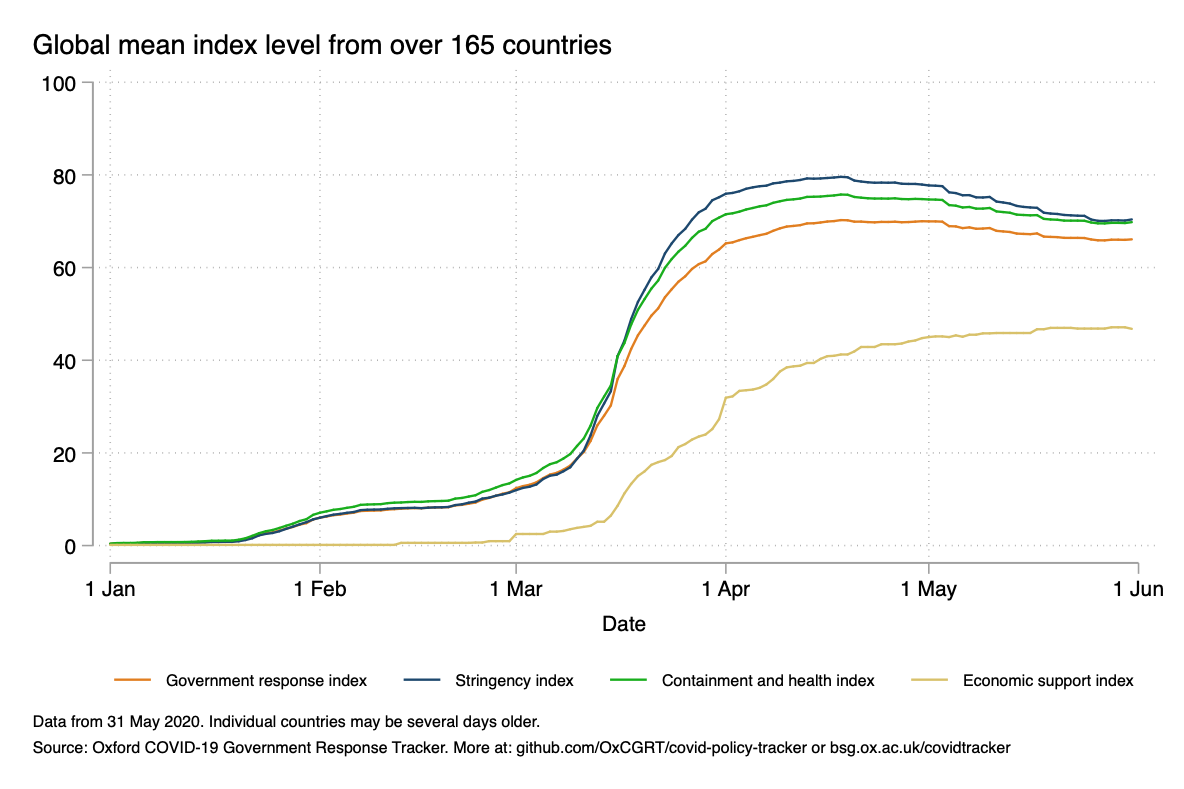 Global mean index level from over 165 countries
100
80
60
40
20
0
1 Jan 1 Feb 1 Mar 1 Apr 1 May 1 Jun
Date
Government response index Stringency index Containment and health index Economic support index
Data from 31 May 2020. Individual countries may be several days older.
Source: Oxford COVID-19 Government Response Tracker. More at: github.com/OxCGRT/covid-policy-tracker or bsg.ox.ac.uk/covidtracker